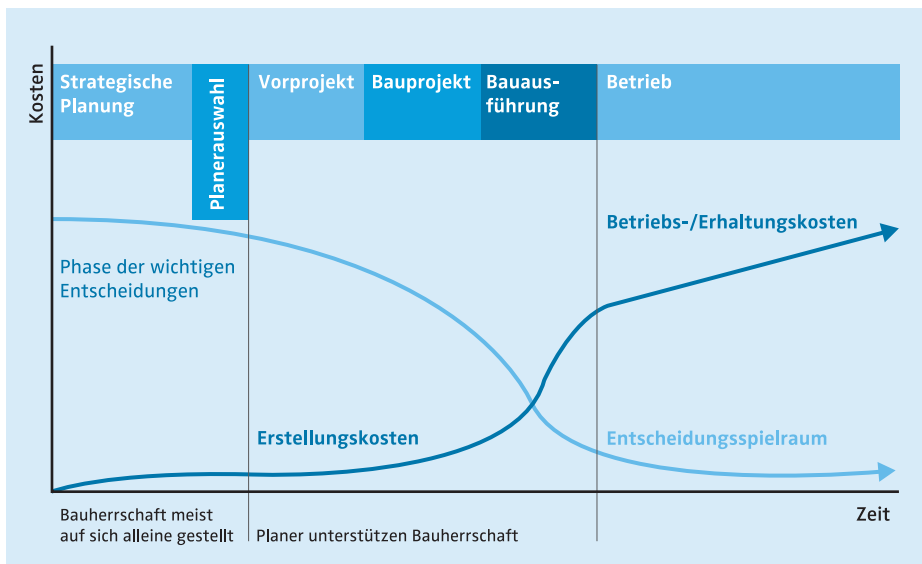 Kosten
Strategische
Planung
Planerauswahl
Vorprojekt
Bauprojekt
Bauaus-
führung
Betrieb
Betriebs-/Erhaltungskosten
Phase der wichtigen
Entscheidungen
Erstellungskosten
Entscheidungsspielraum
Zeit
Bauherrschaft meist
auf sich alleine gestellt
Planer unterstützen Bauherrschaft